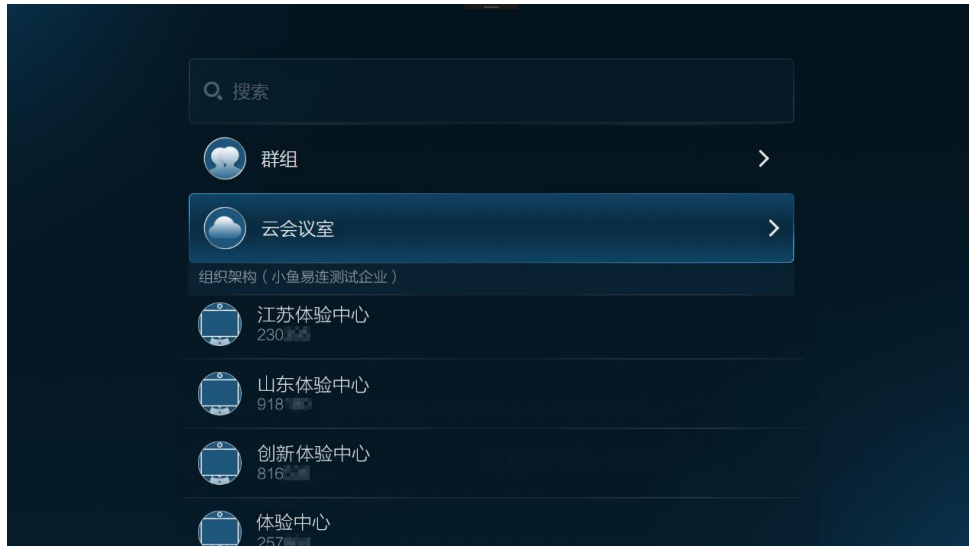 搜索
群组
云会议室
组织架构（小鱼易连测试企业）
江苏体验中心
230
山东体验中心
918
创新体验中心
816
体验中心
257